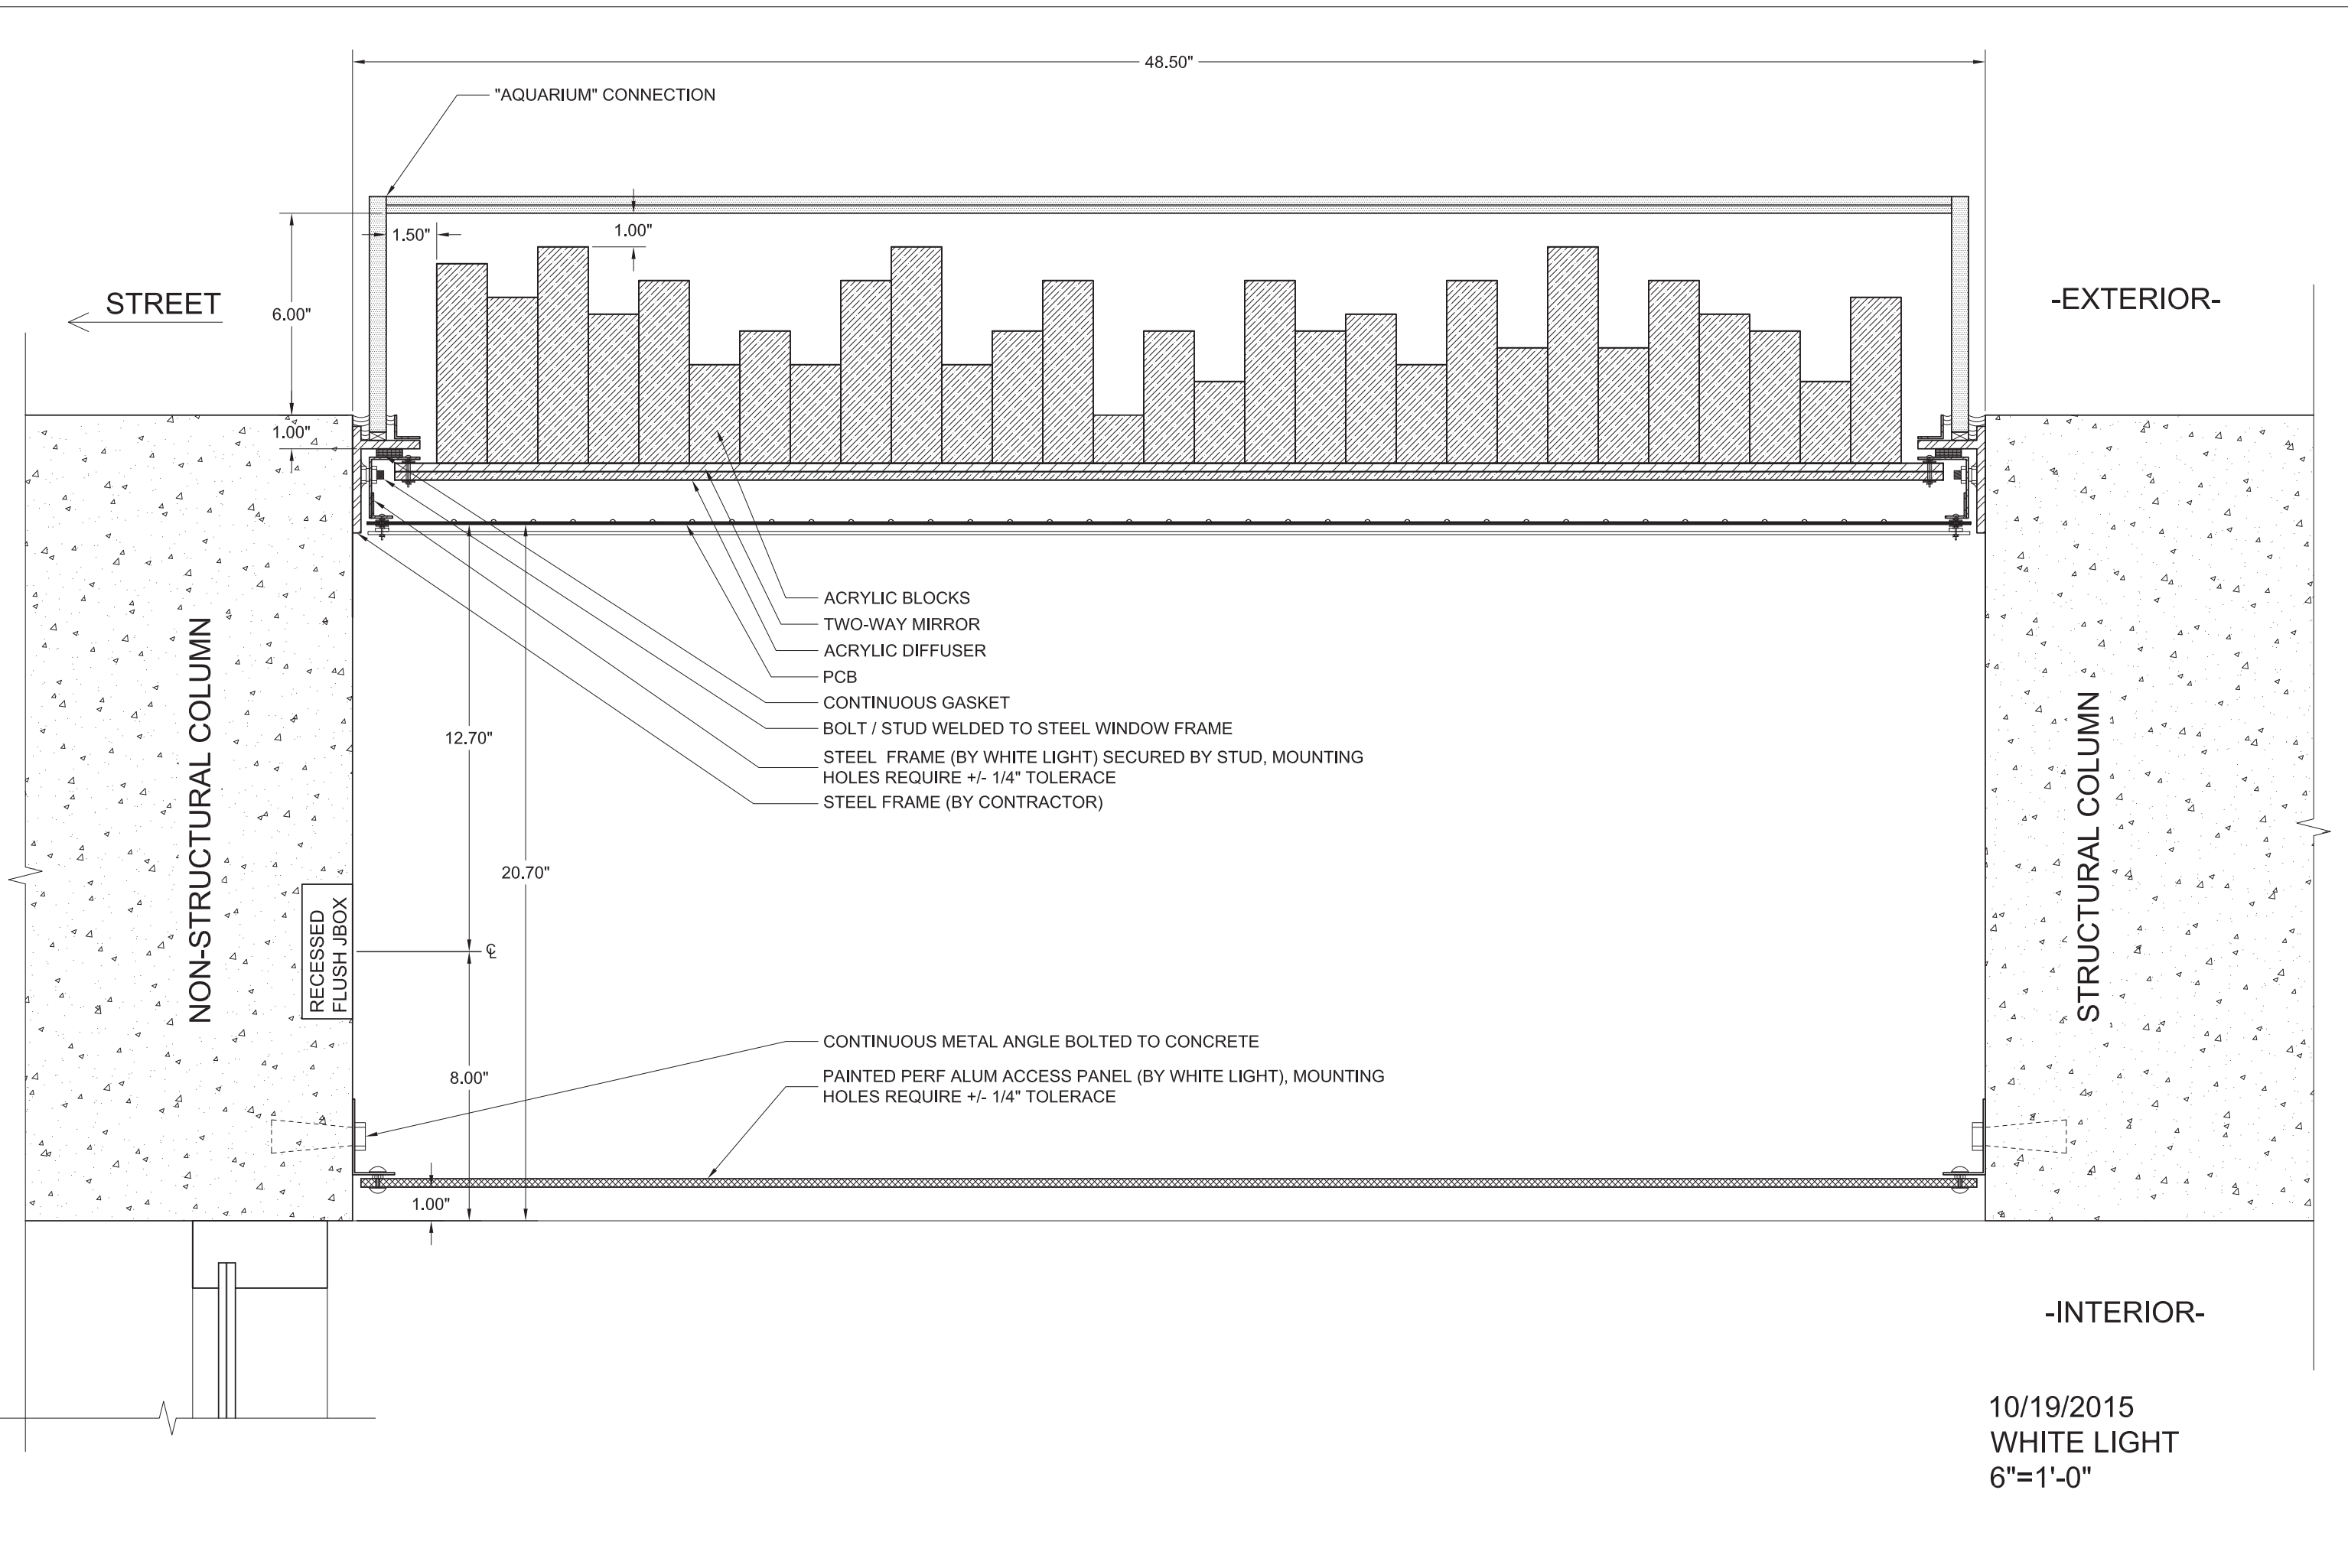 48.50"
"AQUARIUM" CONNECTION
1.50"
1.00"
STREET
6.00"
-EXTERIOR-
1.00"
ACRYLIC BLOCKS
TWO-WAY MIRROR
ACRYLIC DIFFUSER
PCB
CONTINUOUS GASKET
BOLT / STUD WELDED TO STEEL WINDOW FRAME
STEEL FRAME (BY WHITE LIGHT) SECURED BY STUD, MOUNTING
HOLES REQUIRE +/- 1/4" TOLERACE
STEEL FRAME (BY CONTRACTOR)
12.70"
20.70"
NON-STRUCTURAL COLUMN
STRUCTURAL COLUMN
RECESSED
FLUSH JBOX
℄
CONTINUOUS METAL ANGLE BOLTED TO CONCRETE
8.00"
PAINTED PERF ALUM ACCESS PANEL (BY WHITE LIGHT), MOUNTING
HOLES REQUIRE +/- 1/4" TOLERACE
1.00"
-INTERIOR-
10/19/2015
WHITE LIGHT
6"=1'-0"